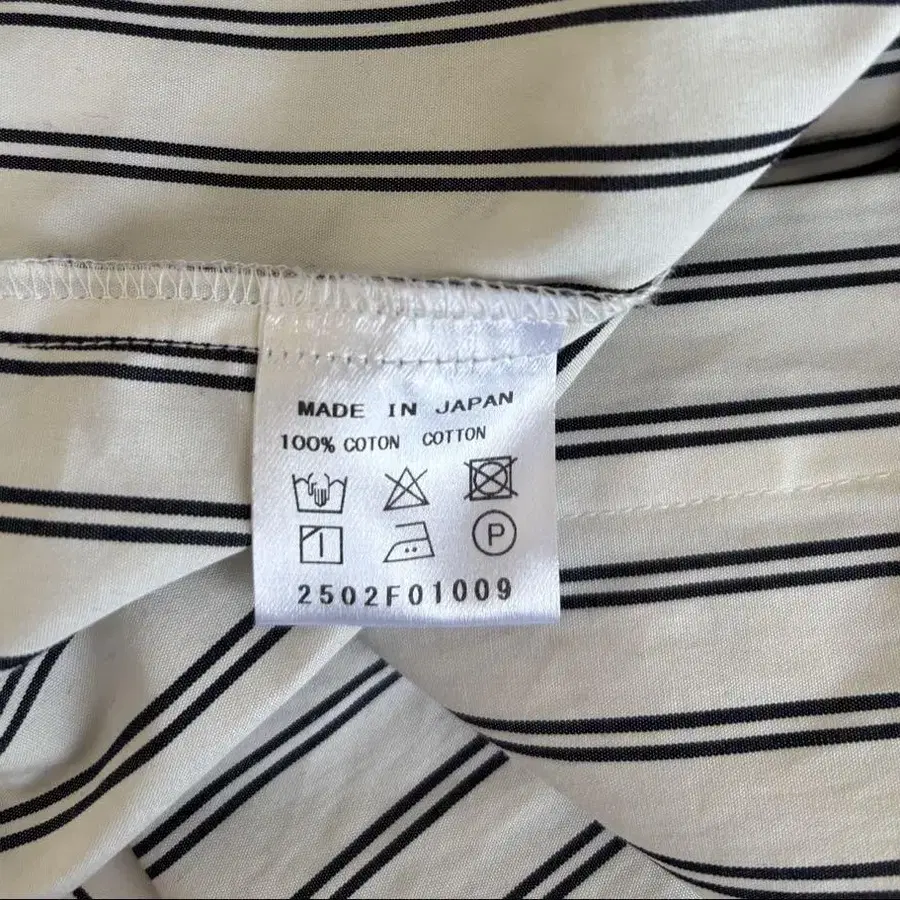 MADE IN JAPAN
100% COTON COTTON
P
2502F01009